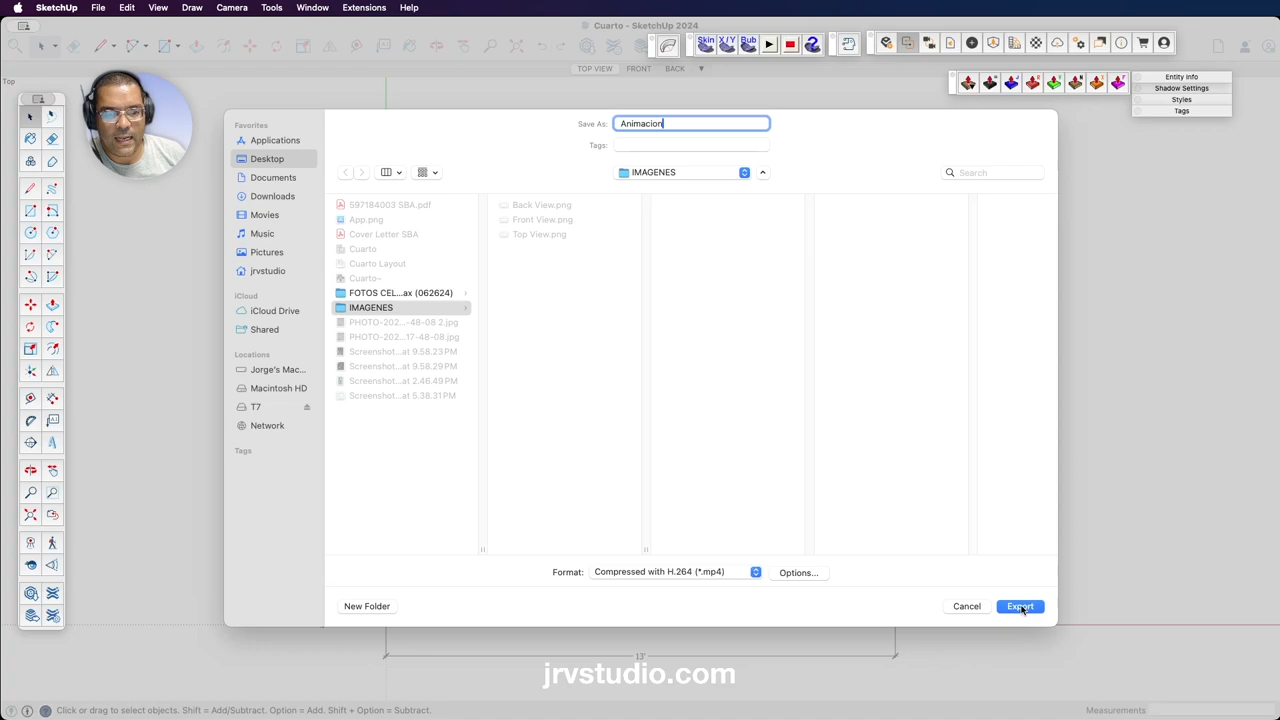 SketchUp File Edit View Draw Camera Tools Window Extensions Help
Cuarto - SketchUp 2024
Skin X/Y Bub
TOP VIEW FRONT BACK
Top
Entity Info
Shadow Settings
Styles
Tags
Save As: Animacion
Tags:
IMAGENES
Search
Favorites
Applications
Desktop
Documents
Downloads
Movies
Music
Pictures
jrvstudio
iCloud
iCloud Drive
Shared
Locations
Jorge's Mac...
Macintosh HD
T7
Network
Tags
597184003 SBA.pdf
App.png
Cover Letter SBA
Cuarto
Cuarto Layout
Cuarto~
FOTOS CEL...ax (062624)
IMAGENES
PHOTO-202...-48-08 2.jpg
PHOTO-202...17-48-08.jpg
Screenshot...at 9.58.23 PM
Screenshot...at 9.58.29 PM
Screenshot...at 2.46.49 PM
Screenshot...at 5.38.31 PM
Back View.png
Front View.png
Top View.png
Format: Compressed with H.264 (*.mp4)
Options...
New Folder
Cancel
Export
13'
jrvstudio.com
Click or drag to select objects. Shift = Add/Subtract. Option = Add. Shift + Option = Subtract.
Measurements